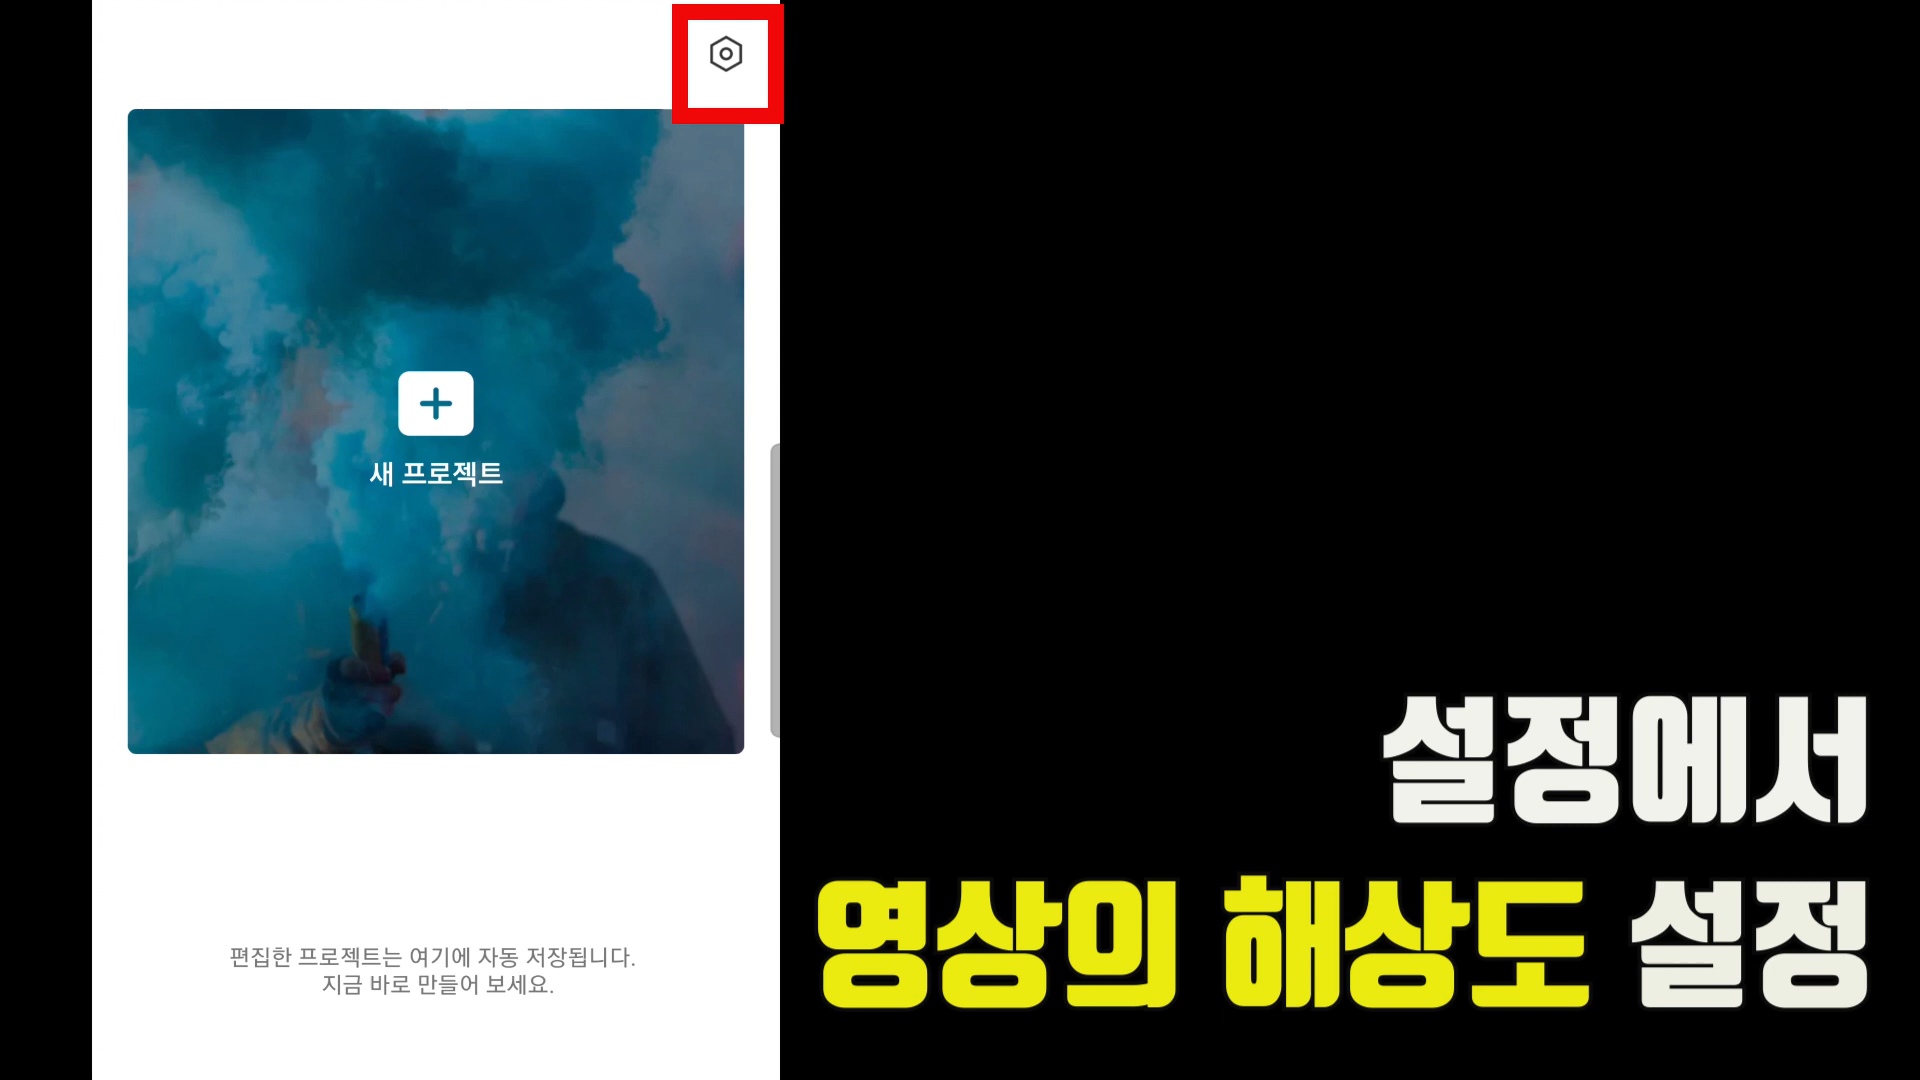 새 프로젝트
편집한 프로젝트는 여기에 자동 저장됩니다.
지금 바로 만들어 보세요.
설정에서
영상의 해상도 설정